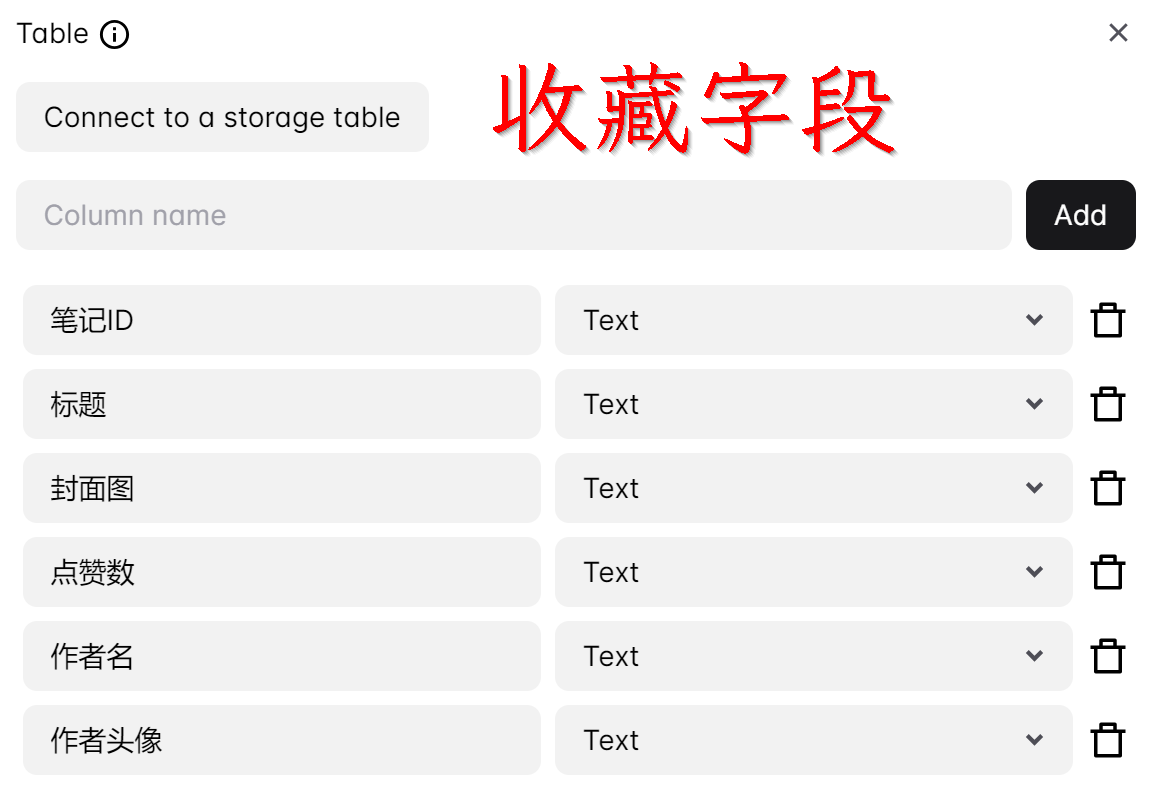 Table
收藏字段
Connect to a storage table
Column name
Add
笔记ID
Text
标题
Text
封面图
Text
点赞数
Text
作者名
Text
作者头像
Text